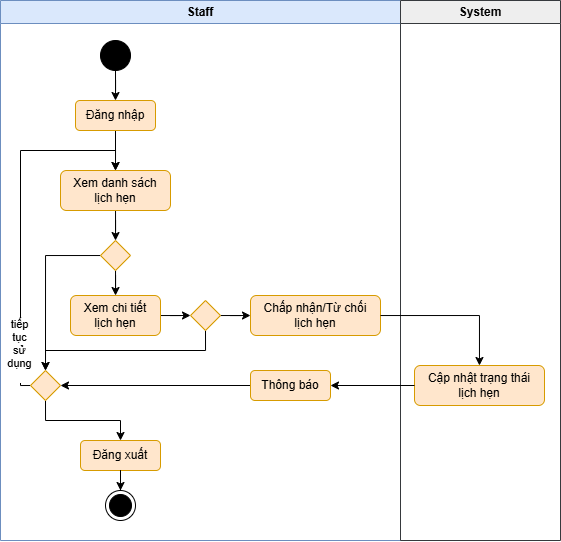 Staff
System
Đăng nhập
Xem danh sách
lịch hẹn
Xem chi tiết
lịch hẹn
Chấp nhận/Từ chối
lịch hẹn
tiếp
tục
sử
dụng
Thông báo
Cập nhật trạng thái
lịch hẹn
Đăng xuất